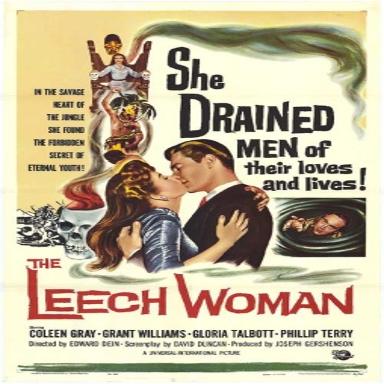 IN THE SAVAGE
HEART OF
THE JUNGLE
SHE FOUND
THE FORBIDDEN
SECRET OF
ETERNAL YOUTH!
She
DRAINED
MEN of
their loves
and lives!
THE
LEECH WOMAN
Starring
COLEEN GRAY · GRANT WILLIAMS · GLORIA TALBOTT · PHILLIP TERRY
Directed by EDWARD DEIN · Screenplay by DAVID DUNCAN · Produced by JOSEPH GERSHENSON
A UNIVERSAL-INTERNATIONAL PICTURE